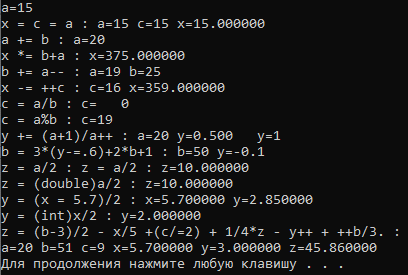 a=15
x = c = a : a=15 c=15 x=15.000000
a += b : a=20
x *= b+a : x=375.000000
b += a-- : a=19 b=25
x -= ++c : c=16 x=359.000000
c = a/b : c=   0
c = a%b : c=19
y += (a+1)/a++ : a=20 y=0.500   y=1
b = 3*(y-=.6)+2*b+1 : b=50 y=-0.1
z = a/2 : z = a/2 : z=10.000000
z = (double)a/2 : z=10.000000
y = (x = 5.7)/2 : x=5.700000 y=2.850000
y = (int)x/2 : y=2.000000
z = (b-3)/2 - x/5 +(c/=2) + 1/4*z - y++ + ++b/3. :
a=20 b=51 c=9 x=5.700000 y=3.000000 z=45.860000
Для продолжения нажмите любую клавишу . . .